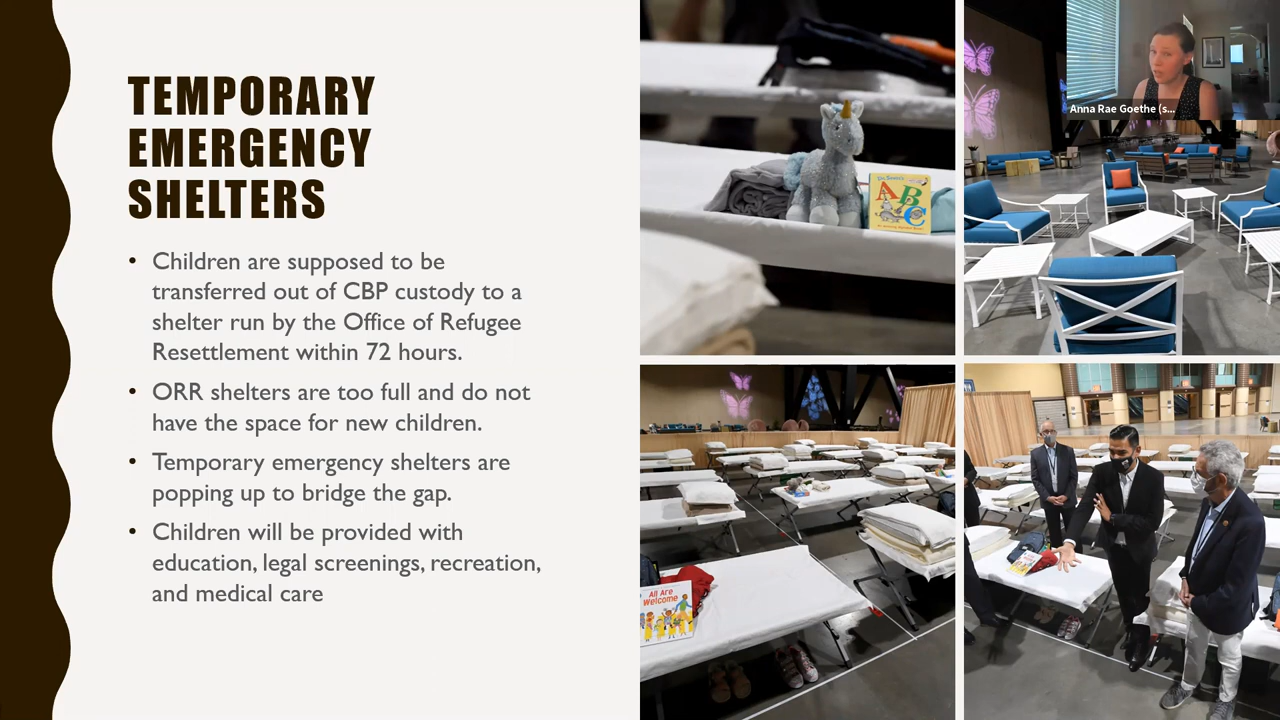 TEMPORARY
EMERGENCY
SHELTERS
• Children are supposed to be
transferred out of CBP custody to a
shelter run by the Office of Refugee
Resettlement within 72 hours.
• ORR shelters are too full and do not
have the space for new children.
• Temporary emergency shelters are
popping up to bridge the gap.
• Children will be provided with
education, legal screenings, recreation,
and medical care
Dr. Seuss's
ABC
Anna Rae Goethe (s...
All Are
Welcome